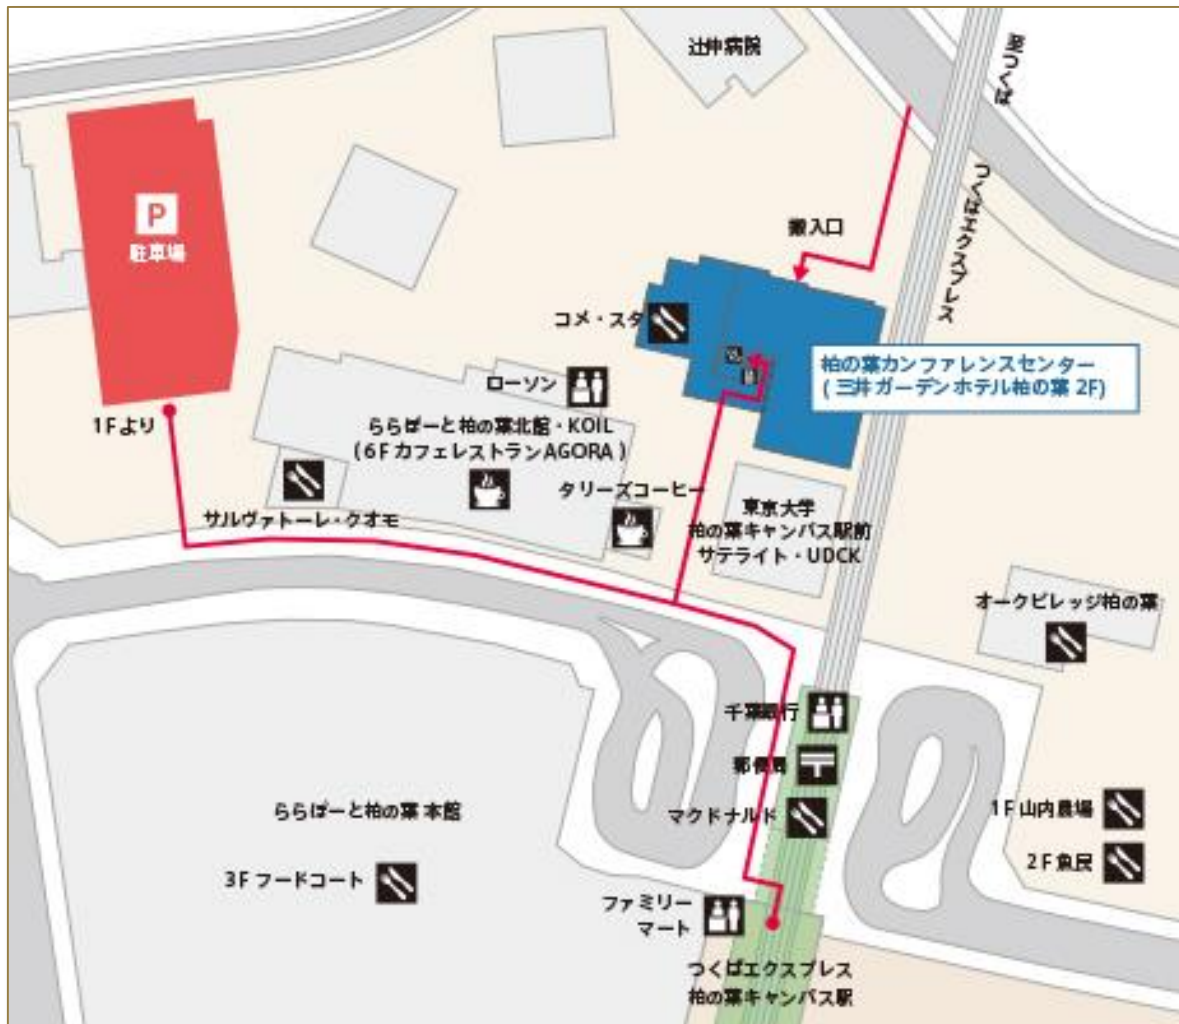 辻仲病院
至つくば
つくばエクスプレス
P
駐車場
搬入口
コメ・スタ
柏の葉カンファレンスセンター
(三井ガーデンホテル柏の葉 2F)
ローソン
1Fより
ららぽーと柏の葉北館・KOIL
(6F カフェレストランAGORA)
タリーズコーヒー
サルヴァトーレ・クオモ
東京大学
柏の葉キャンパス駅前
サテライト・UDCK
オークビレッジ柏の葉
千葉銀行
郵便局
マクドナルド
ららぽーと柏の葉 本館
1F 山内農場
2F 魚民
3F フードコート
ファミリー
マート
つくばエクスプレス
柏の葉キャンパス駅